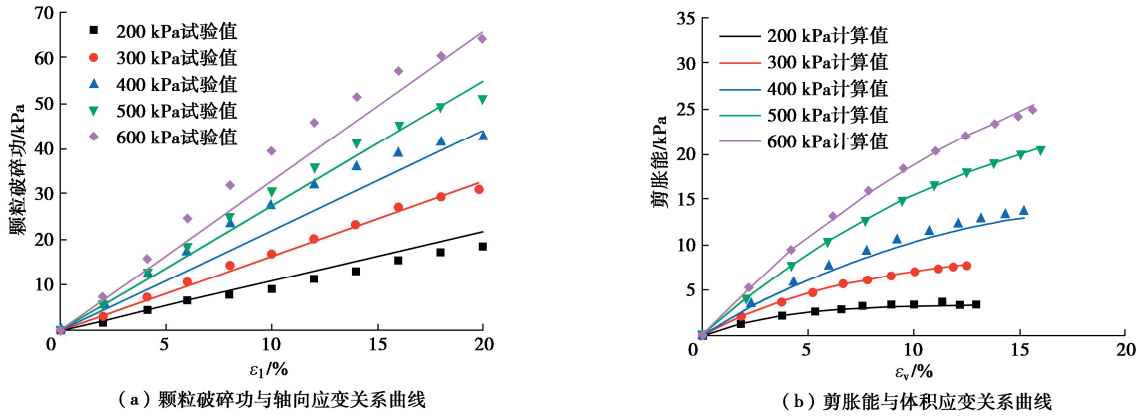 70
60
50
40
30
20
10
0
5
10
15
20
颗粒破碎功/kPa
ε₁/%
200 kPa试验值
300 kPa试验值
400 kPa试验值
500 kPa试验值
600 kPa试验值
(a)颗粒破碎功与轴向应变关系曲线
35
30
25
20
15
10
5
0
5
10
15
20
剪胀能/kPa
εᵥ/%
200 kPa计算值
300 kPa计算值
400 kPa计算值
500 kPa计算值
600 kPa计算值
(b)剪胀能与体积应变关系曲线